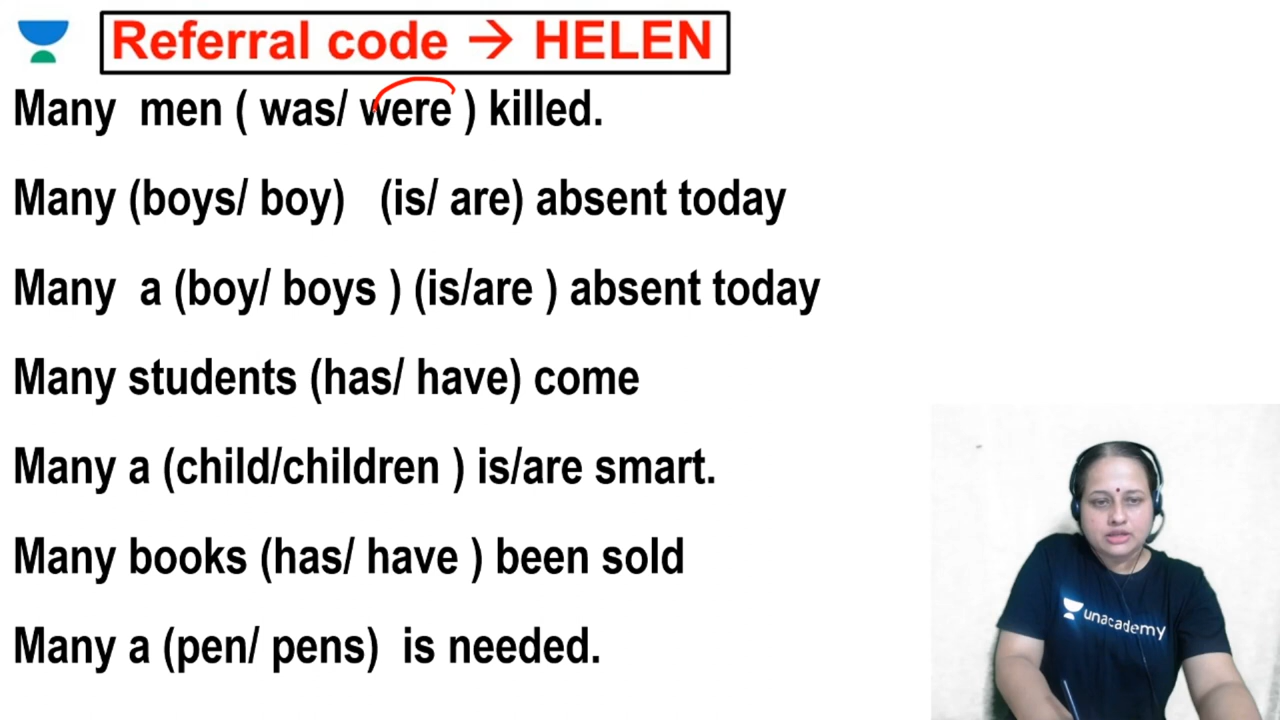 Referral code → HELEN
Many men ( was/ were ) killed.
Many (boys/ boy) (is/ are) absent today
Many a (boy/ boys ) (is/are ) absent today
Many students (has/ have) come
Many a (child/children ) is/are smart.
Many books (has/ have ) been sold
Many a (pen/ pens) is needed.
unacademy